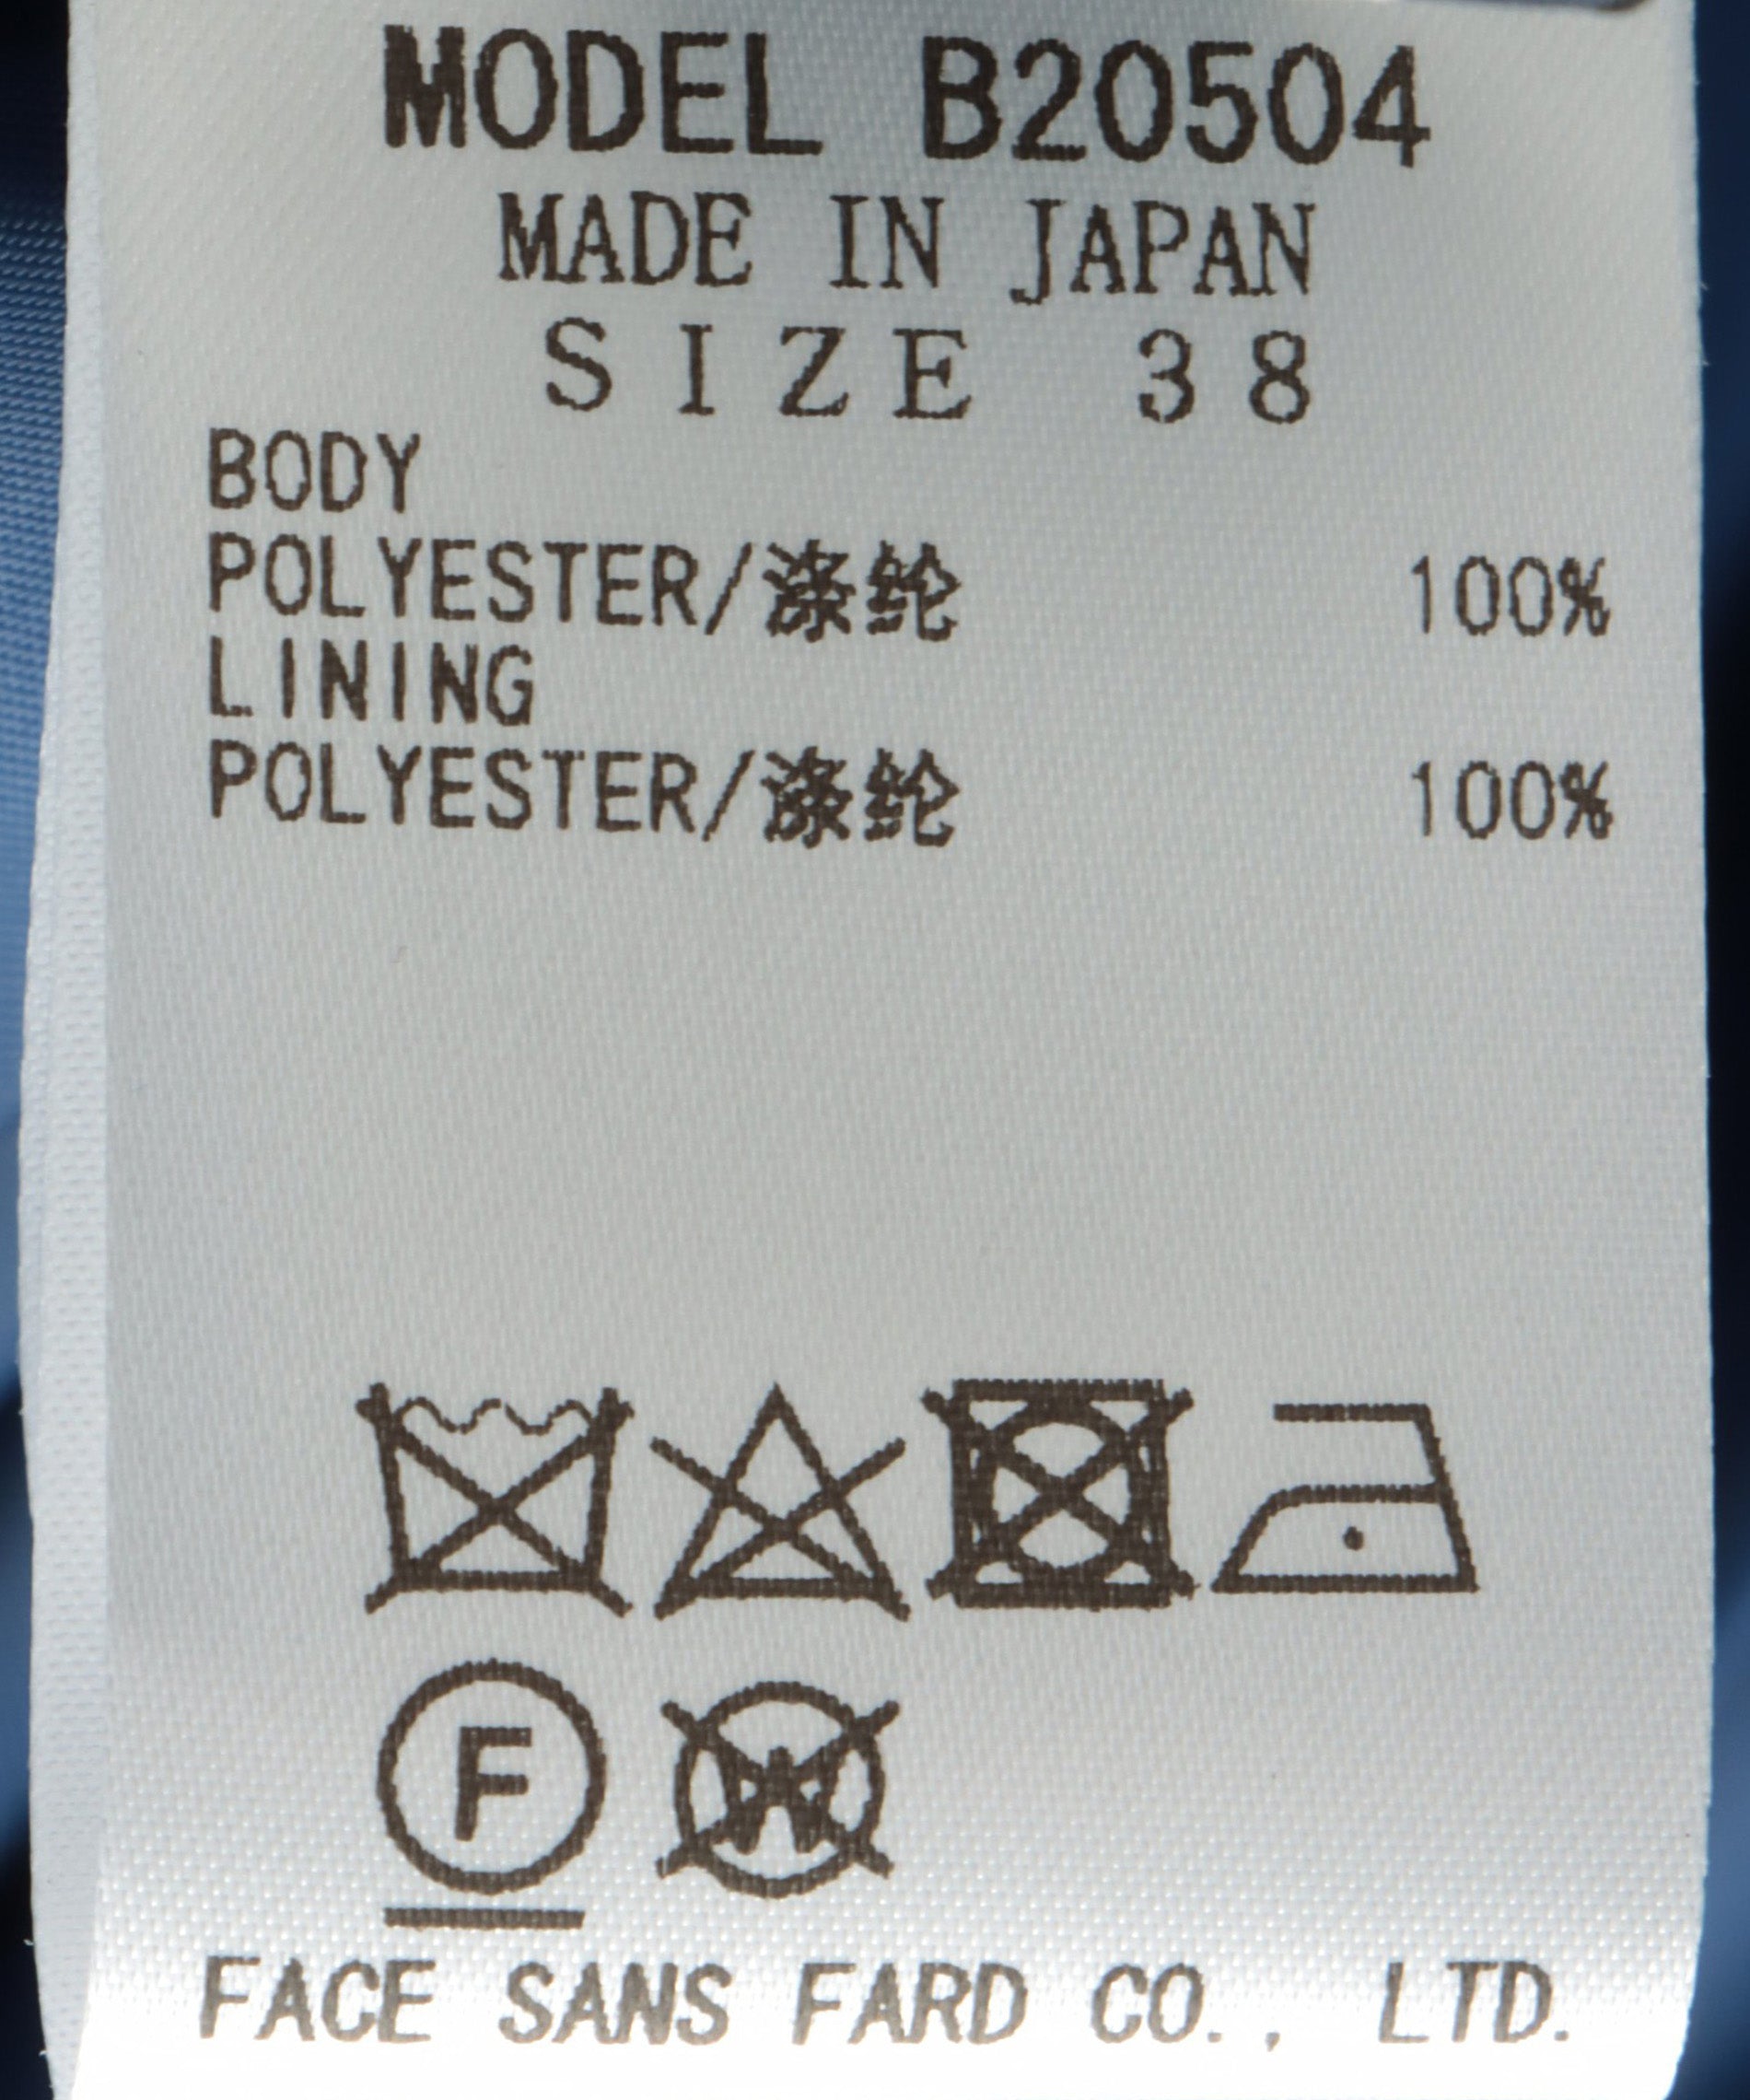 MODEL B20504
MADE IN JAPAN
SIZE 38
BODY
POLYESTER/涤纶 100%
LINING
POLYESTER/涤纶 100%
F W
FACE SANS FARD CO., LTD.